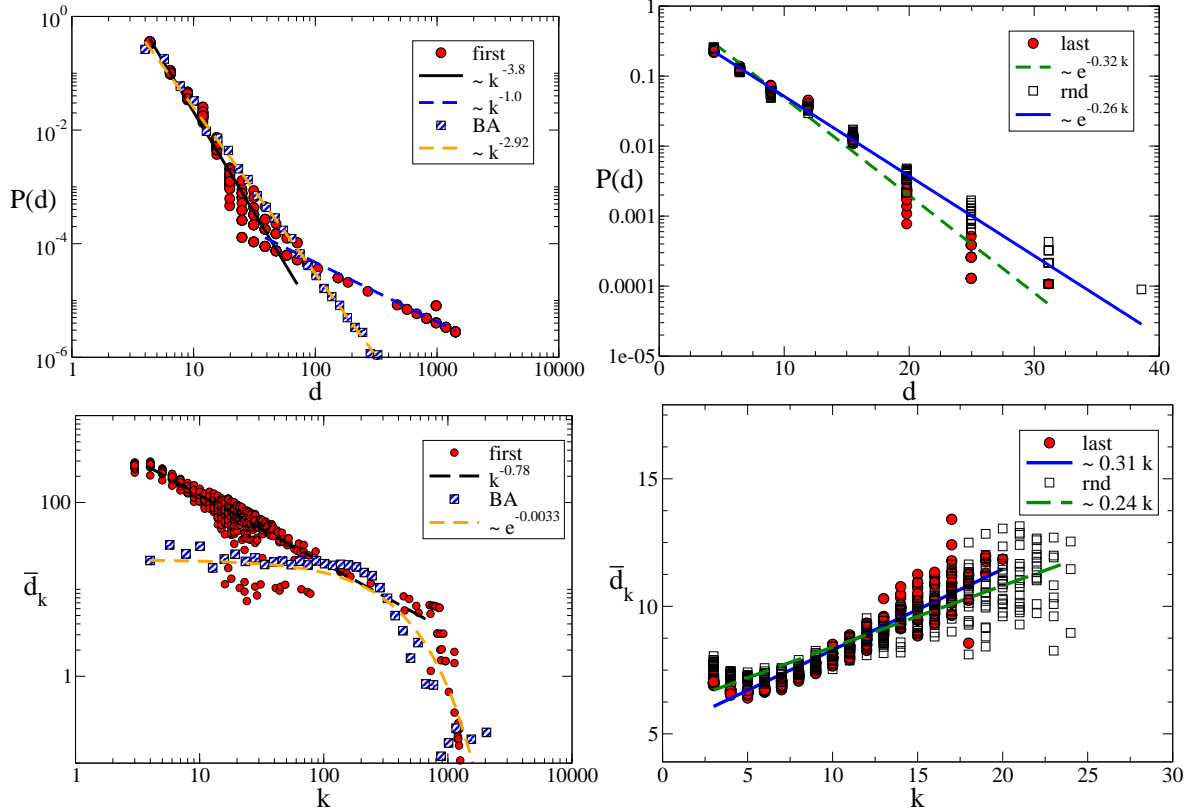 10^0
10^-2
10^-4
10^-6
P(d)
1
10
100
1000
10000
d
first
~ k^-3.8
~ k^-1.0
BA
~ k^-2.92
1
0.1
0.01
0.001
0.0001
1e-05
P(d)
0
10
20
30
40
d
last
~ e^-0.32 k
rnd
~ e^-0.26 k
100
1
d̅_k
1
10
100
1000
10000
k
first
k^-0.78
BA
~ e^-0.0033
15
10
5
d̅_k
0
5
10
15
20
25
30
k
last
~ 0.31 k
rnd
~ 0.24 k